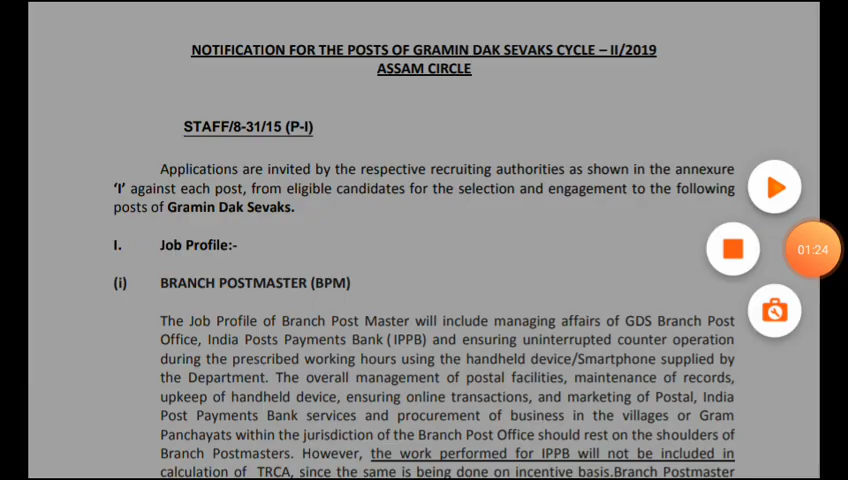 NOTIFICATION FOR THE POSTS OF GRAMIN DAK SEVAKS CYCLE – II/2019
ASSAM CIRCLE
STAFF/8-31/15 (P-I)
Applications are invited by the respective recruiting authorities as shown in the annexure
‘I’ against each post, from eligible candidates for the selection and engagement to the following
posts of Gramin Dak Sevaks.
I. Job Profile:-
(i) BRANCH POSTMASTER (BPM)
The Job Profile of Branch Post Master will include managing affairs of GDS Branch Post
Office, India Posts Payments Bank ( IPPB) and ensuring uninterrupted counter operation
during the prescribed working hours using the handheld device/Smartphone supplied by
the Department. The overall management of postal facilities, maintenance of records,
upkeep of handheld device, ensuring online transactions, and marketing of Postal, India
Post Payments Bank services and procurement of business in the villages or Gram
Panchayats within the jurisdiction of the Branch Post Office should rest on the shoulders of
Branch Postmasters. However, the work performed for IPPB will not be included in
calculation of TRCA, since the same is being done on incentive basis.Branch Postmaster
01:24